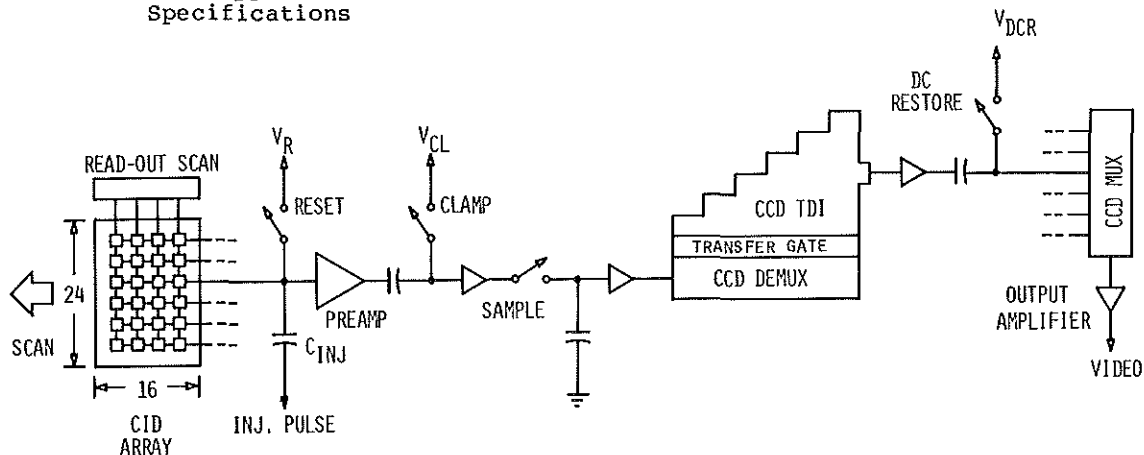 Specifications
V_DCR
DC
RESTORE
V_R
V_CL
READ-OUT SCAN
RESET
CLAMP
CCD TDI
CCD MUX
TRANSFER GATE
24
PREAMP
SAMPLE
CCD DEMUX
OUTPUT
AMPLIFIER
SCAN
C_INJ
16
VIDEO
CID
ARRAY
INJ. PULSE